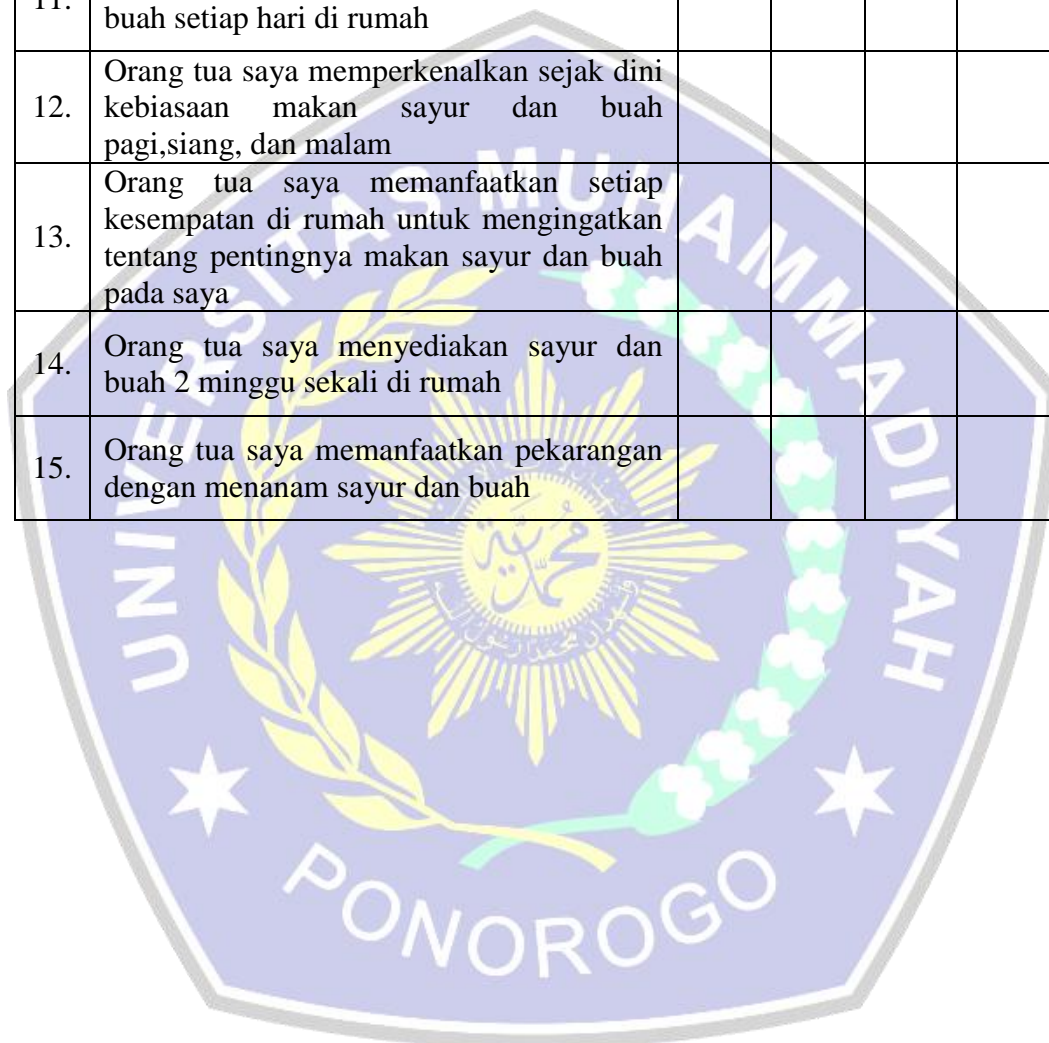 11.
buah setiap hari di rumah
Orang tua saya memperkenalkan sejak dini
12. kebiasaan makan sayur dan buah
pagi,siang, dan malam
Orang tua saya memanfaatkan setiap
13. kesempatan di rumah untuk mengingatkan
tentang pentingnya makan sayur dan buah
pada saya
14. Orang tua saya menyediakan sayur dan
buah 2 minggu sekali di rumah
15. Orang tua saya memanfaatkan pekarangan
dengan menanam sayur dan buah
UNIVERSITAS MUHAMMADIYAH
محمدية
PONOROGO